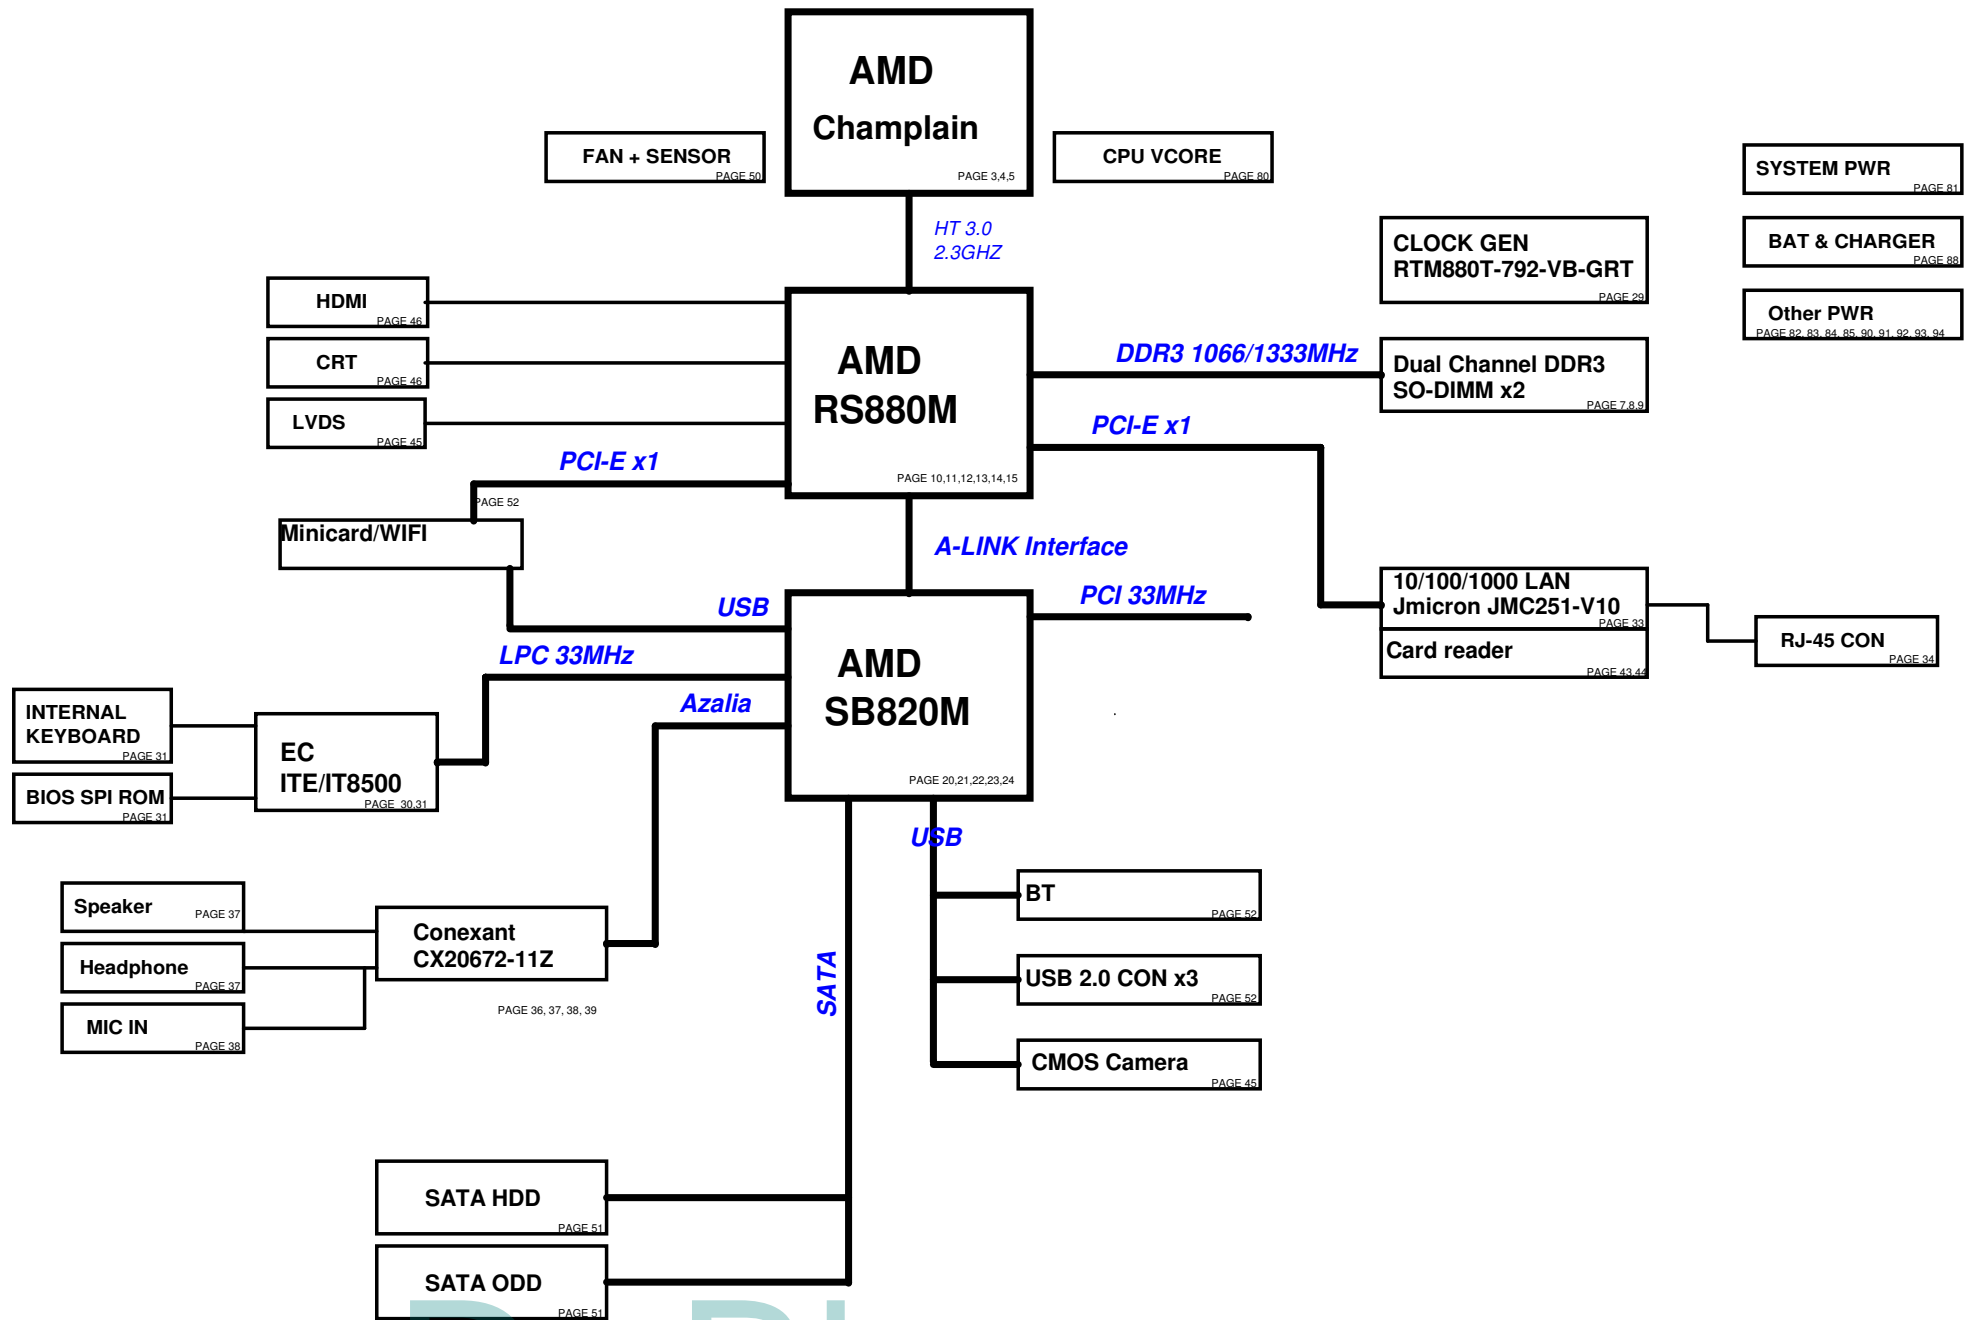 AMD
Champlain
PAGE 3,4,5
FAN + SENSOR
PAGE 50
CPU VCORE
PAGE 80
SYSTEM PWR
PAGE 81
BAT & CHARGER
PAGE 88
Other PWR
PAGE 82, 83, 84, 85, 90, 91, 92, 93, 94
HT 3.0
2.3GHZ
CLOCK GEN
RTM880T-792-VB-GRT
PAGE 29
HDMI
PAGE 46
CRT
PAGE 46
LVDS
PAGE 45
AMD
RS880M
PAGE 10,11,12,13,14,15
DDR3 1066/1333MHz
Dual Channel DDR3
SO-DIMM x2
PAGE 7,8,9
PCI-E x1
PCI-E x1
PAGE 52
Minicard/WIFI
A-LINK Interface
USB
PCI 33MHz
10/100/1000 LAN
Jmicron JMC251-V10
PAGE 33
Card reader
PAGE 43,44
RJ-45 CON
PAGE 34
LPC 33MHz
Azalia
AMD
SB820M
PAGE 20,21,22,23,24
INTERNAL
KEYBOARD
PAGE 31
BIOS SPI ROM
PAGE 31
EC
ITE/IT8500
PAGE 30,31
USB
BT
PAGE 52
USB 2.0 CON x3
PAGE 52
CMOS Camera
PAGE 45
Speaker
PAGE 37
Headphone
PAGE 37
MIC IN
PAGE 38
Conexant
CX20672-11Z
PAGE 36, 37, 38, 39
SATA
SATA HDD
PAGE 51
SATA ODD
PAGE 51